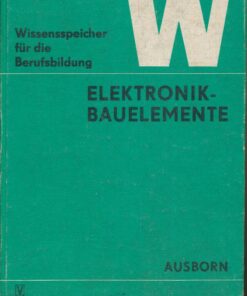 W
Wissensspeicher
für die
Berufsbildung
ELEKTRONIK-
BAUELEMENTE
AUSBORN
V